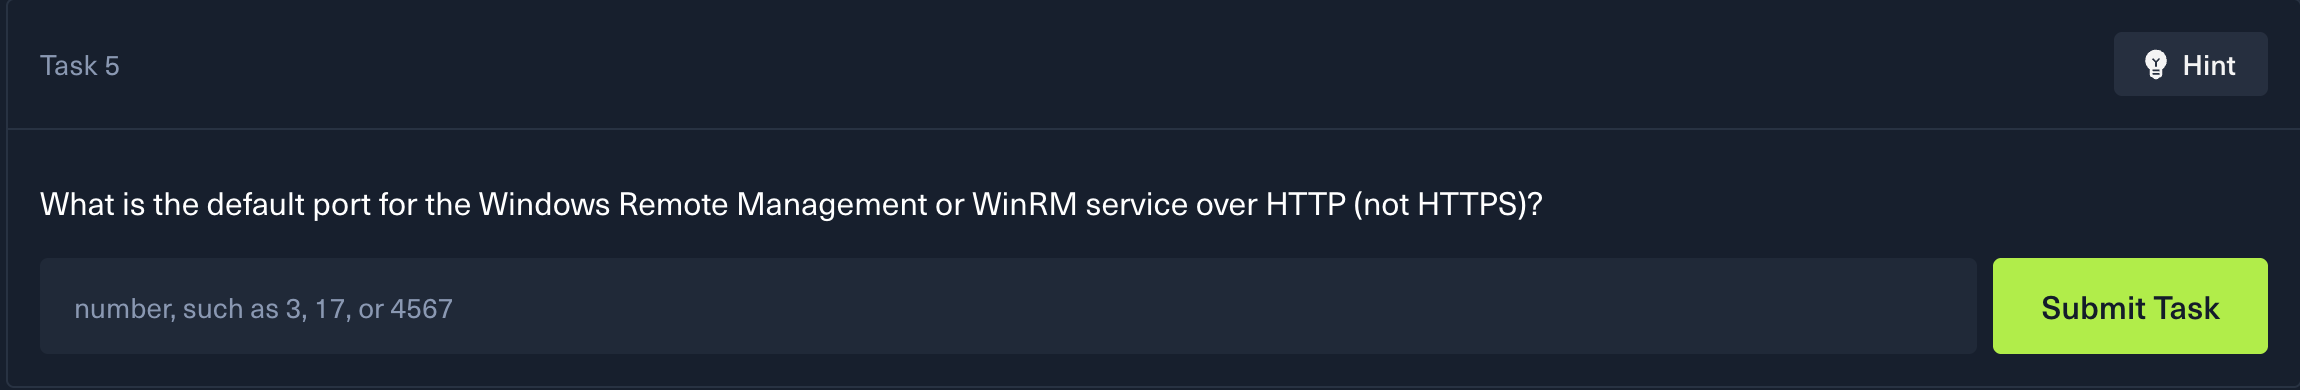 Task 5
Hint
What is the default port for the Windows Remote Management or WinRM service over HTTP (not HTTPS)?
number, such as 3, 17, or 4567
Submit Task